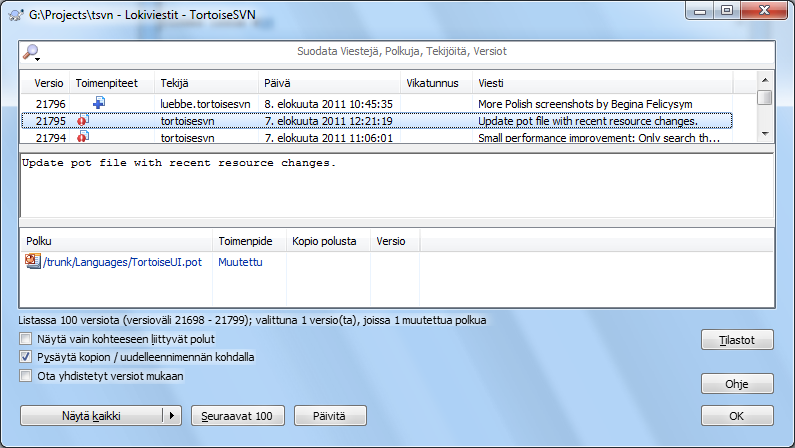 G:\Projects\tsvn - Lokiviestit - TortoiseSVN
Suodata Viestejä, Polkuja, Tekijöitä, Versiot
Versio Toimenpiteet Tekijä Päivä Vikatunnus Viesti
21796 luebbe.tortoisesvn 8. elokuuta 2011 10:45:35 More Polish screenshots by Begina Felicysym
21795 tortoisesvn 7. elokuuta 2011 12:21:19 Update pot file with recent resource changes.
21794 tortoisesvn 7. elokuuta 2011 11:06:01 Small performance improvement: Only search th...
Update pot file with recent resource changes.
Polku Toimenpide Kopio polusta Versio
/trunk/Languages/TortoiseUI.pot Muutettu
Listassa 100 versiota (versioväli 21698 - 21799); valittuna 1 versio(ta), joissa 1 muutettua polkua
Näytä vain kohteeseen liittyvät polut
Pysäytä kopion / uudelleennimennän kohdalla
Ota yhdistetyt versiot mukaan
Tilastot
Ohje
Näytä kaikki Seuraavat 100 Päivitä OK